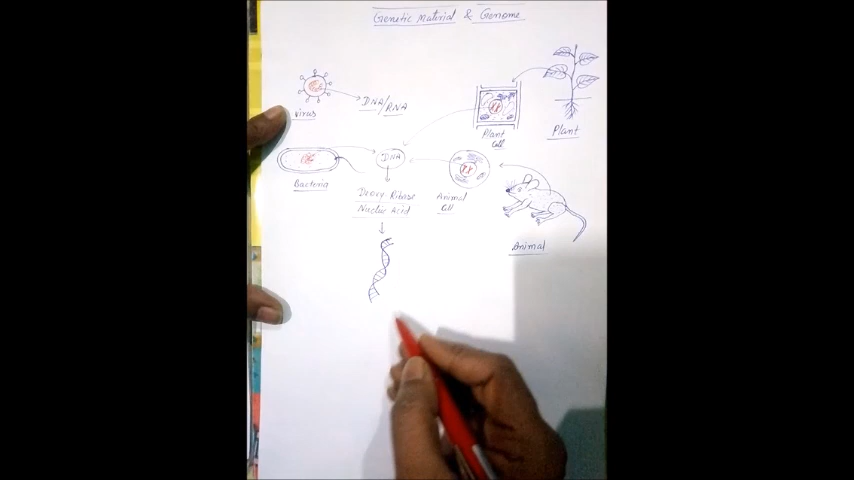 Genetic Material & Genome
Virus
DNA/RNA
Plant
Cell
Plant
Bacteria
DNA
Deoxy-Ribose
Nucleic Acid
Animal
Cell
Animal